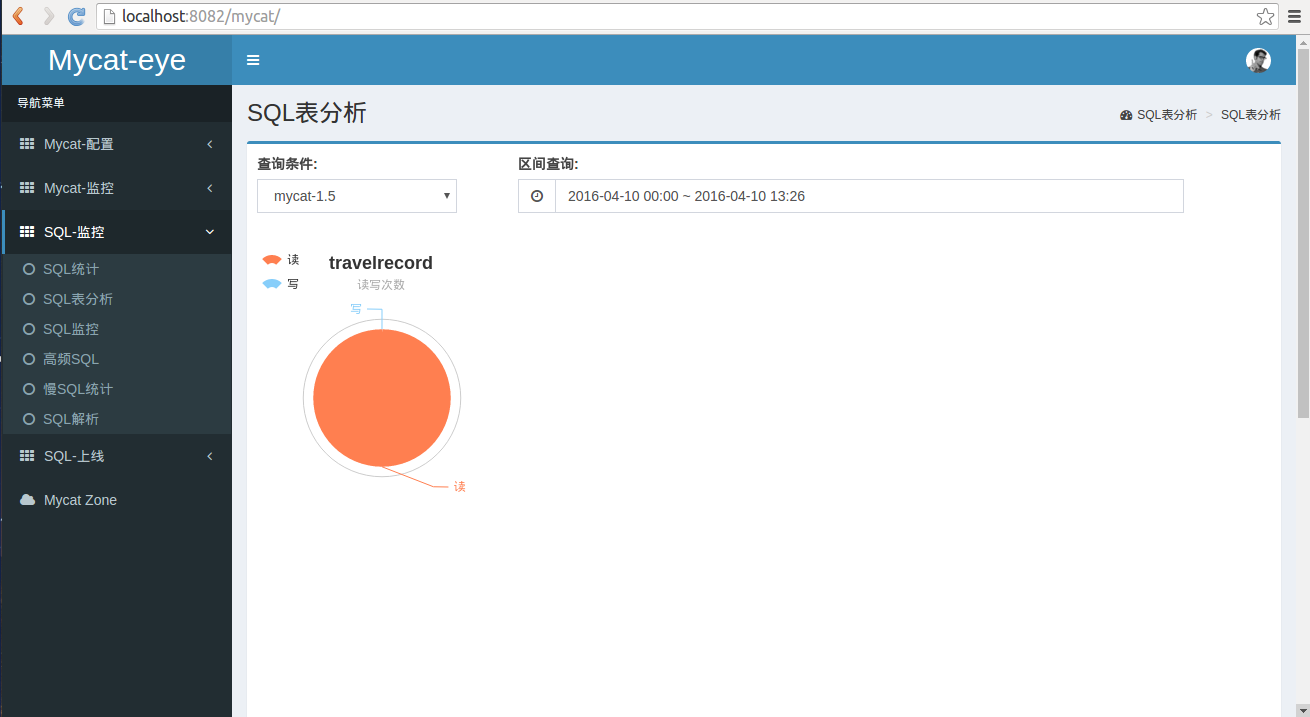 localhost:8082/mycat/
Mycat-eye
导航菜单
Mycat-配置
Mycat-监控
SQL-监控
SQL统计
SQL表分析
SQL监控
高频SQL
慢SQL统计
SQL解析
SQL-上线
Mycat Zone
SQL表分析
SQL表分析 > SQL表分析
查询条件: 区间查询:
mycat-1.5 2016-04-10 00:00 ~ 2016-04-10 13:26
读 travelrecord
写 读写次数
写
读